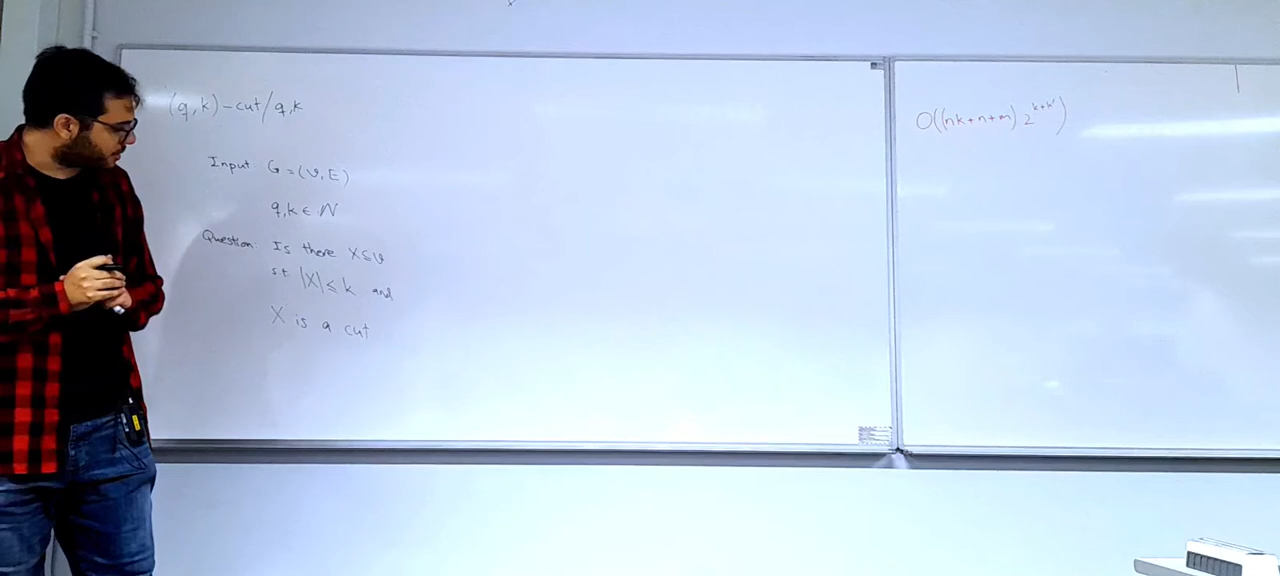 (q,k)-cut/q,k
Input G=(V,E)
q,k ∈ N
Question: Is there X⊆V
s.t. |X| ≤ k and
X is a cut
O((nk+n+m) 2^{k+k'})